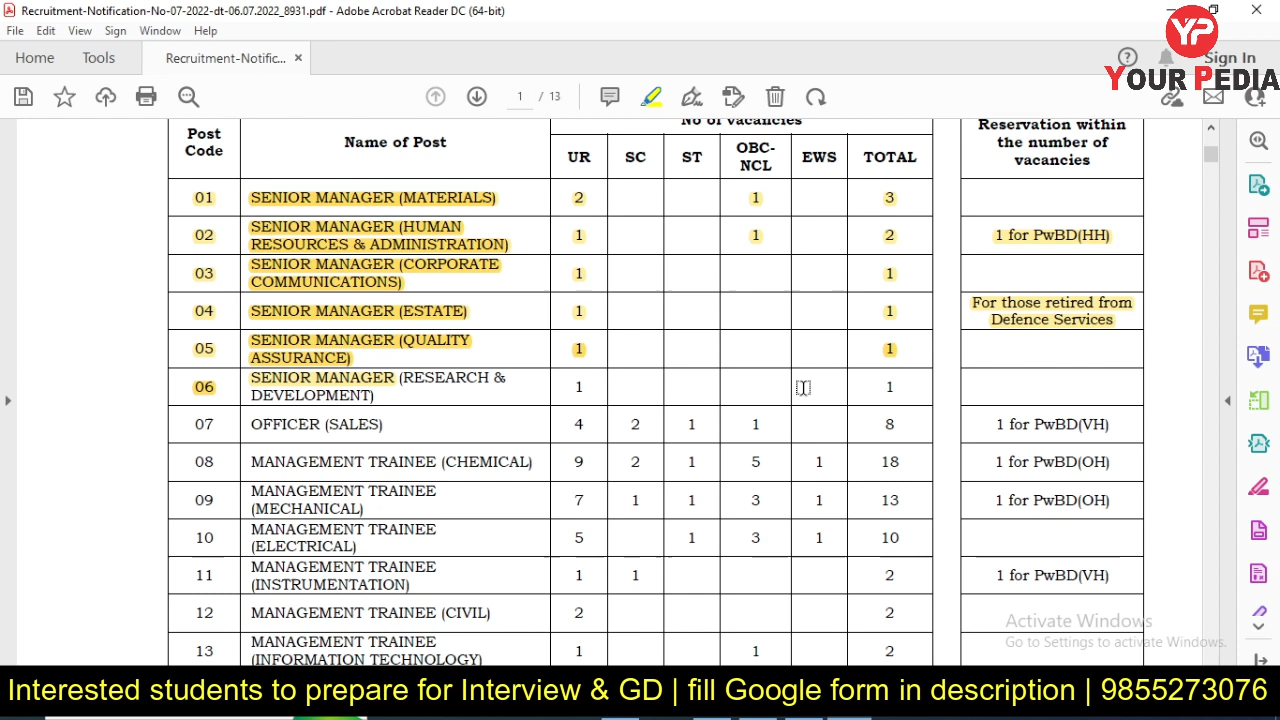 Recruitment-Notification-No-07-2022-dt-06.07.2022_8931.pdf - Adobe Acrobat Reader DC (64-bit)
File Edit View Sign Window Help
Home Tools Recruitment-Notific... × Sign In
YP
YOUR PEDIA
1 / 13
No of vacancies
Post Code Name of Post UR SC ST OBC-NCL EWS TOTAL Reservation within the number of vacancies
01 SENIOR MANAGER (MATERIALS) 2 1 3
02 SENIOR MANAGER (HUMAN RESOURCES & ADMINISTRATION) 1 1 2 1 for PwBD(HH)
03 SENIOR MANAGER (CORPORATE COMMUNICATIONS) 1 1
04 SENIOR MANAGER (ESTATE) 1 1 For those retired from Defence Services
05 SENIOR MANAGER (QUALITY ASSURANCE) 1 1
06 SENIOR MANAGER (RESEARCH & DEVELOPMENT) 1 1
07 OFFICER (SALES) 4 2 1 1 8 1 for PwBD(VH)
08 MANAGEMENT TRAINEE (CHEMICAL) 9 2 1 5 1 18 1 for PwBD(OH)
09 MANAGEMENT TRAINEE (MECHANICAL) 7 1 1 3 1 13 1 for PwBD(OH)
10 MANAGEMENT TRAINEE (ELECTRICAL) 5 1 3 1 10
11 MANAGEMENT TRAINEE (INSTRUMENTATION) 1 1 2 1 for PwBD(VH)
12 MANAGEMENT TRAINEE (CIVIL) 2 2
13 MANAGEMENT TRAINEE (INFORMATION TECHNOLOGY) 1 1 2
Activate Windows
Go to Settings to activate Windows.
Interested students to prepare for Interview & GD | fill Google form in description | 9855273076